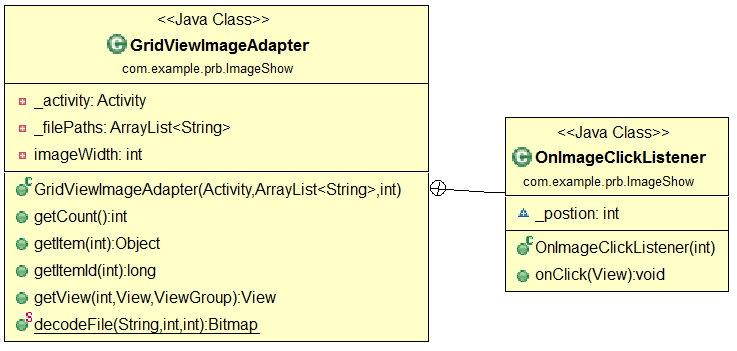 <<Java Class>>
GridViewImageAdapter
com.example.prb.ImageShow
_activity: Activity
_filePaths: ArrayList<String>
imageWidth: int
GridViewImageAdapter(Activity,ArrayList<String>,int)
getCount():int
getItem(int):Object
getItemId(int):long
getView(int,View,ViewGroup):View
decodeFile(String,int,int):Bitmap
<<Java Class>>
OnImageClickListener
com.example.prb.ImageShow
_postion: int
OnImageClickListener(int)
onClick(View):void